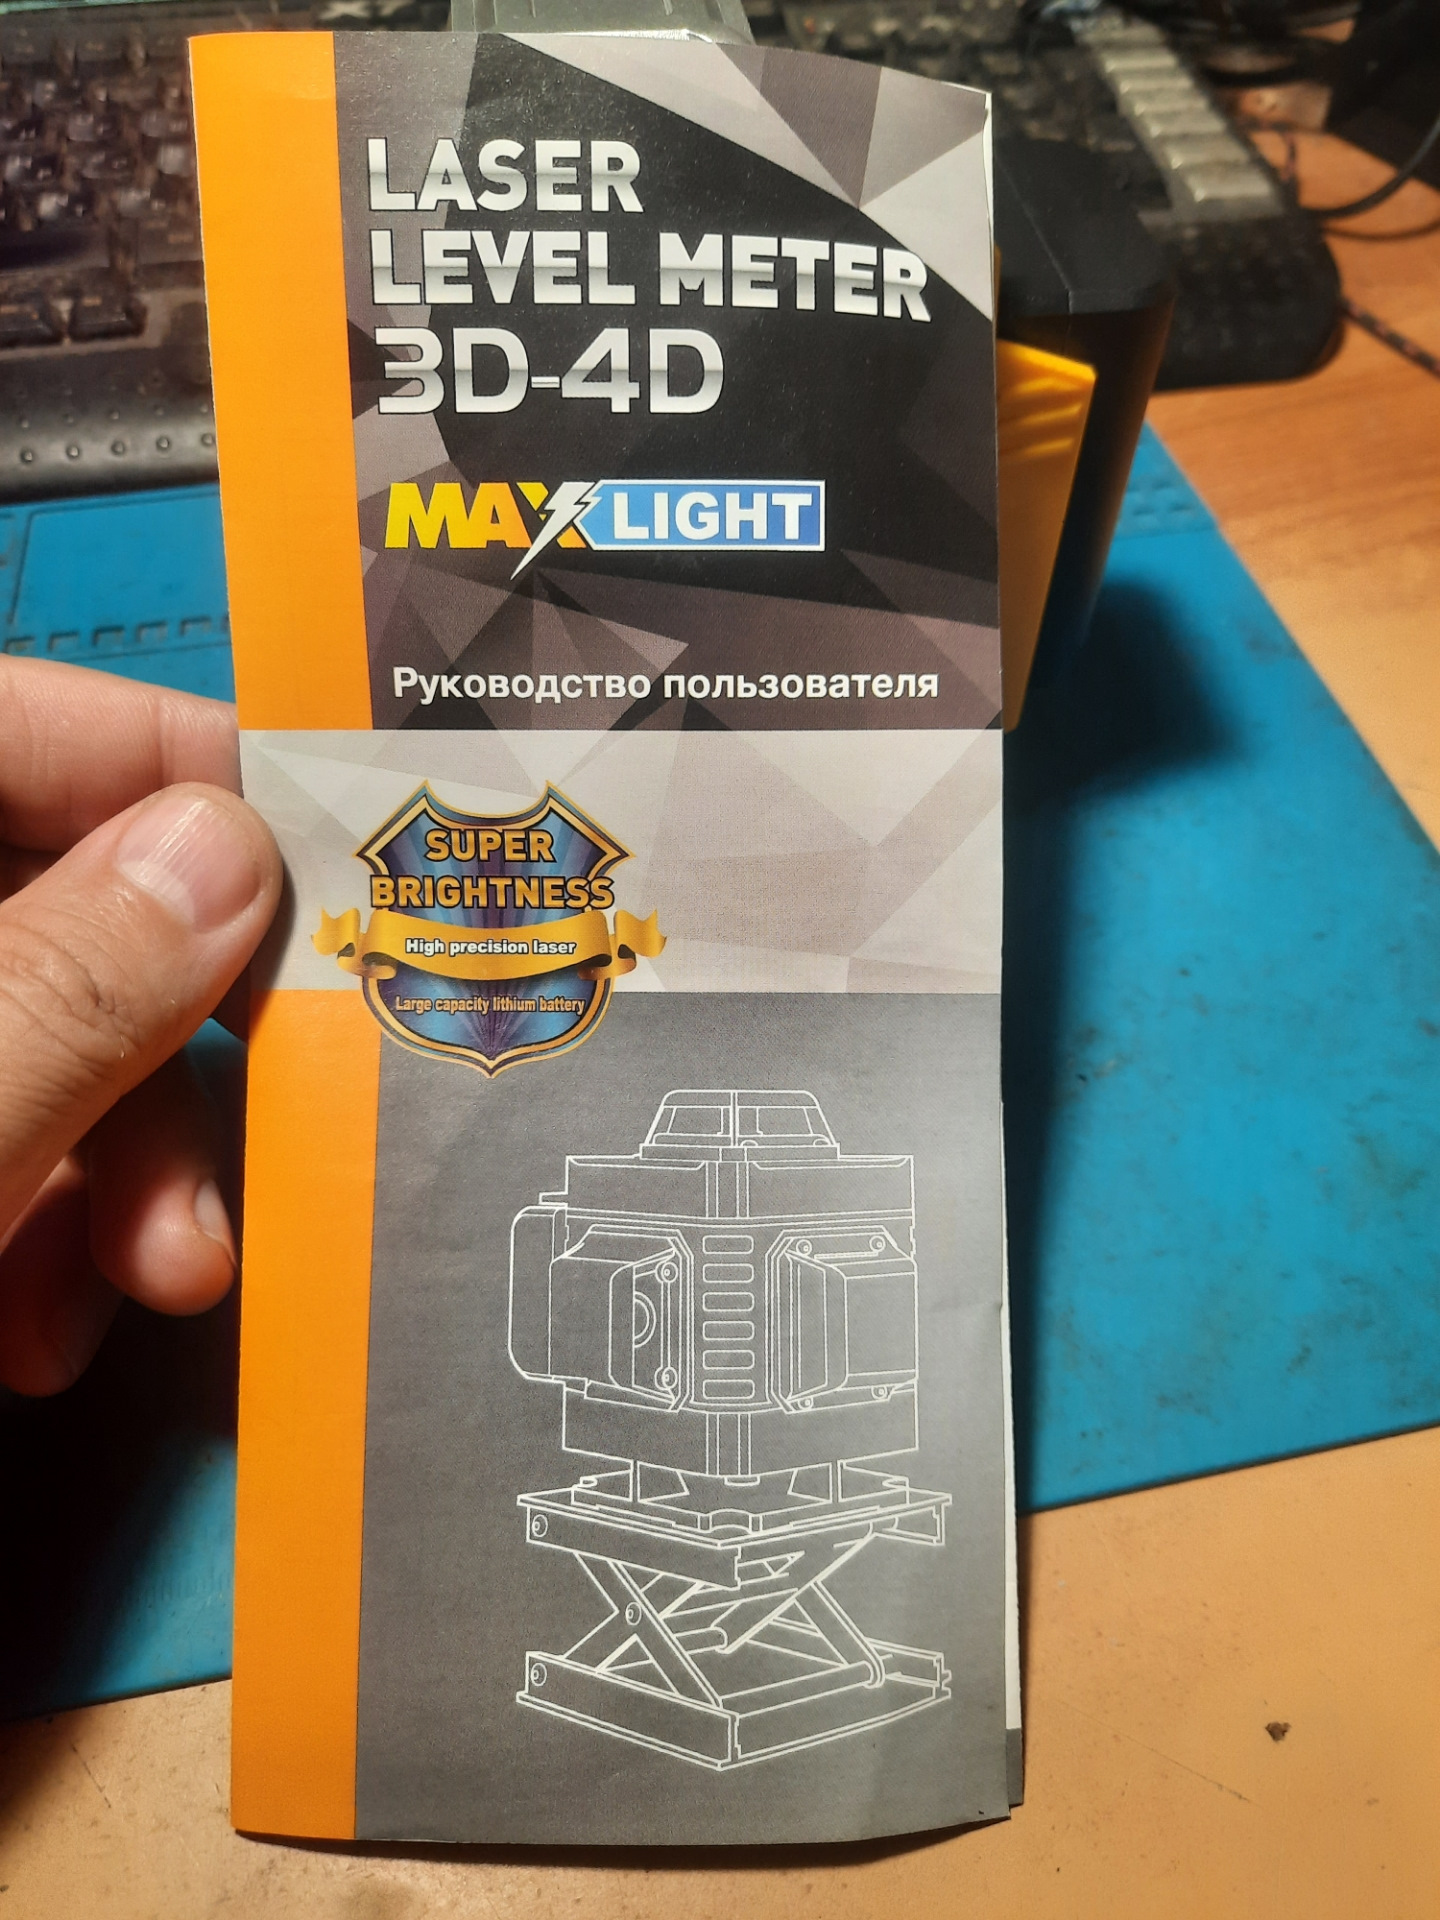 LASER
LEVEL METER
3D-4D
MAX LIGHT
Руководство пользователя
SUPER
BRIGHTNESS
High precision laser
Large capacity lithium battery